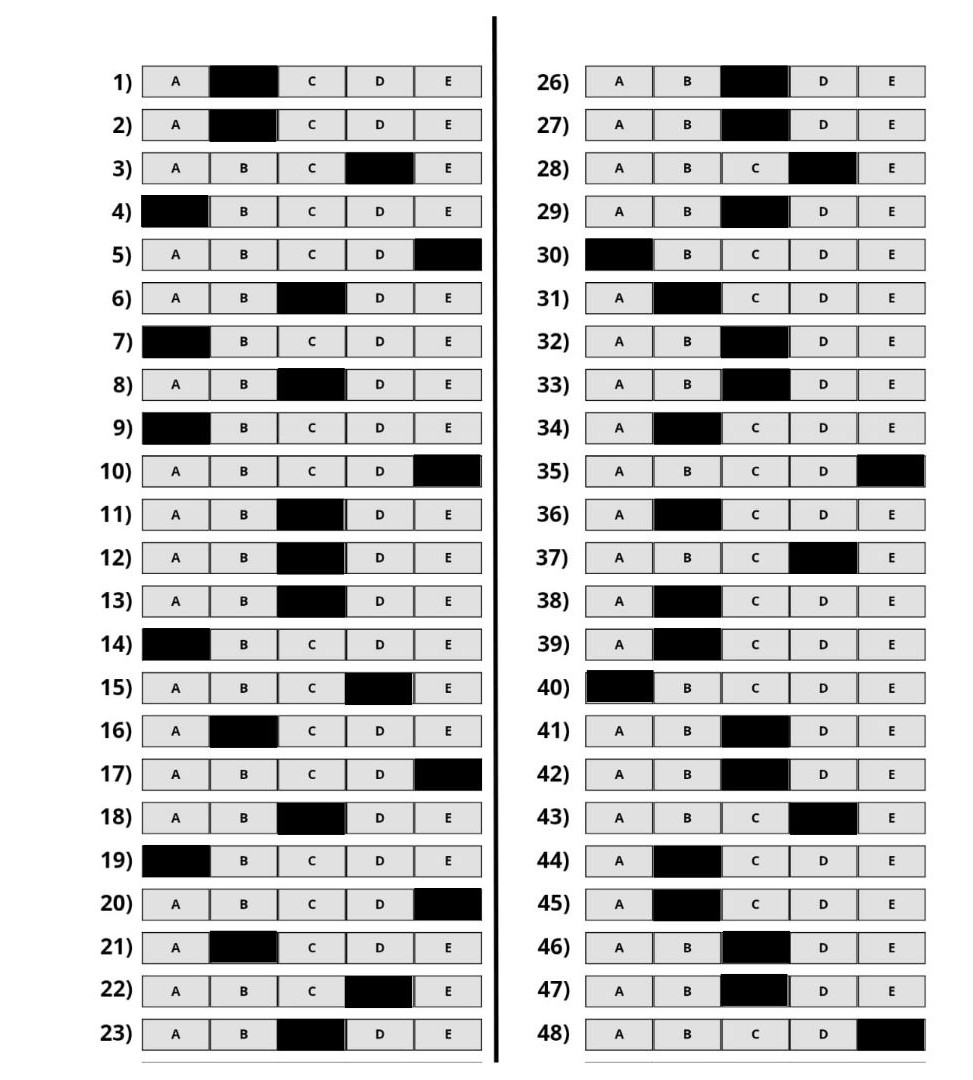 1) A C D E
2) A C D E
3) A B C E
4) B C D E
5) A B C D
6) A B D E
7) B C D E
8) A B D E
9) B C D E
10) A B C D
11) A B D E
12) A B D E
13) A B D E
14) B C D E
15) A B C E
16) A C D E
17) A B C D
18) A B D E
19) B C D E
20) A B C D
21) A C D E
22) A B C E
23) A B D E
26) A B D E
27) A B D E
28) A B C E
29) A B D E
30) B C D E
31) A C D E
32) A B D E
33) A B D E
34) A C D E
35) A B C D
36) A C D E
37) A B C E
38) A C D E
39) A C D E
40) B C D E
41) A B D E
42) A B D E
43) A B C E
44) A C D E
45) A C D E
46) A B D E
47) A B D E
48) A B C D